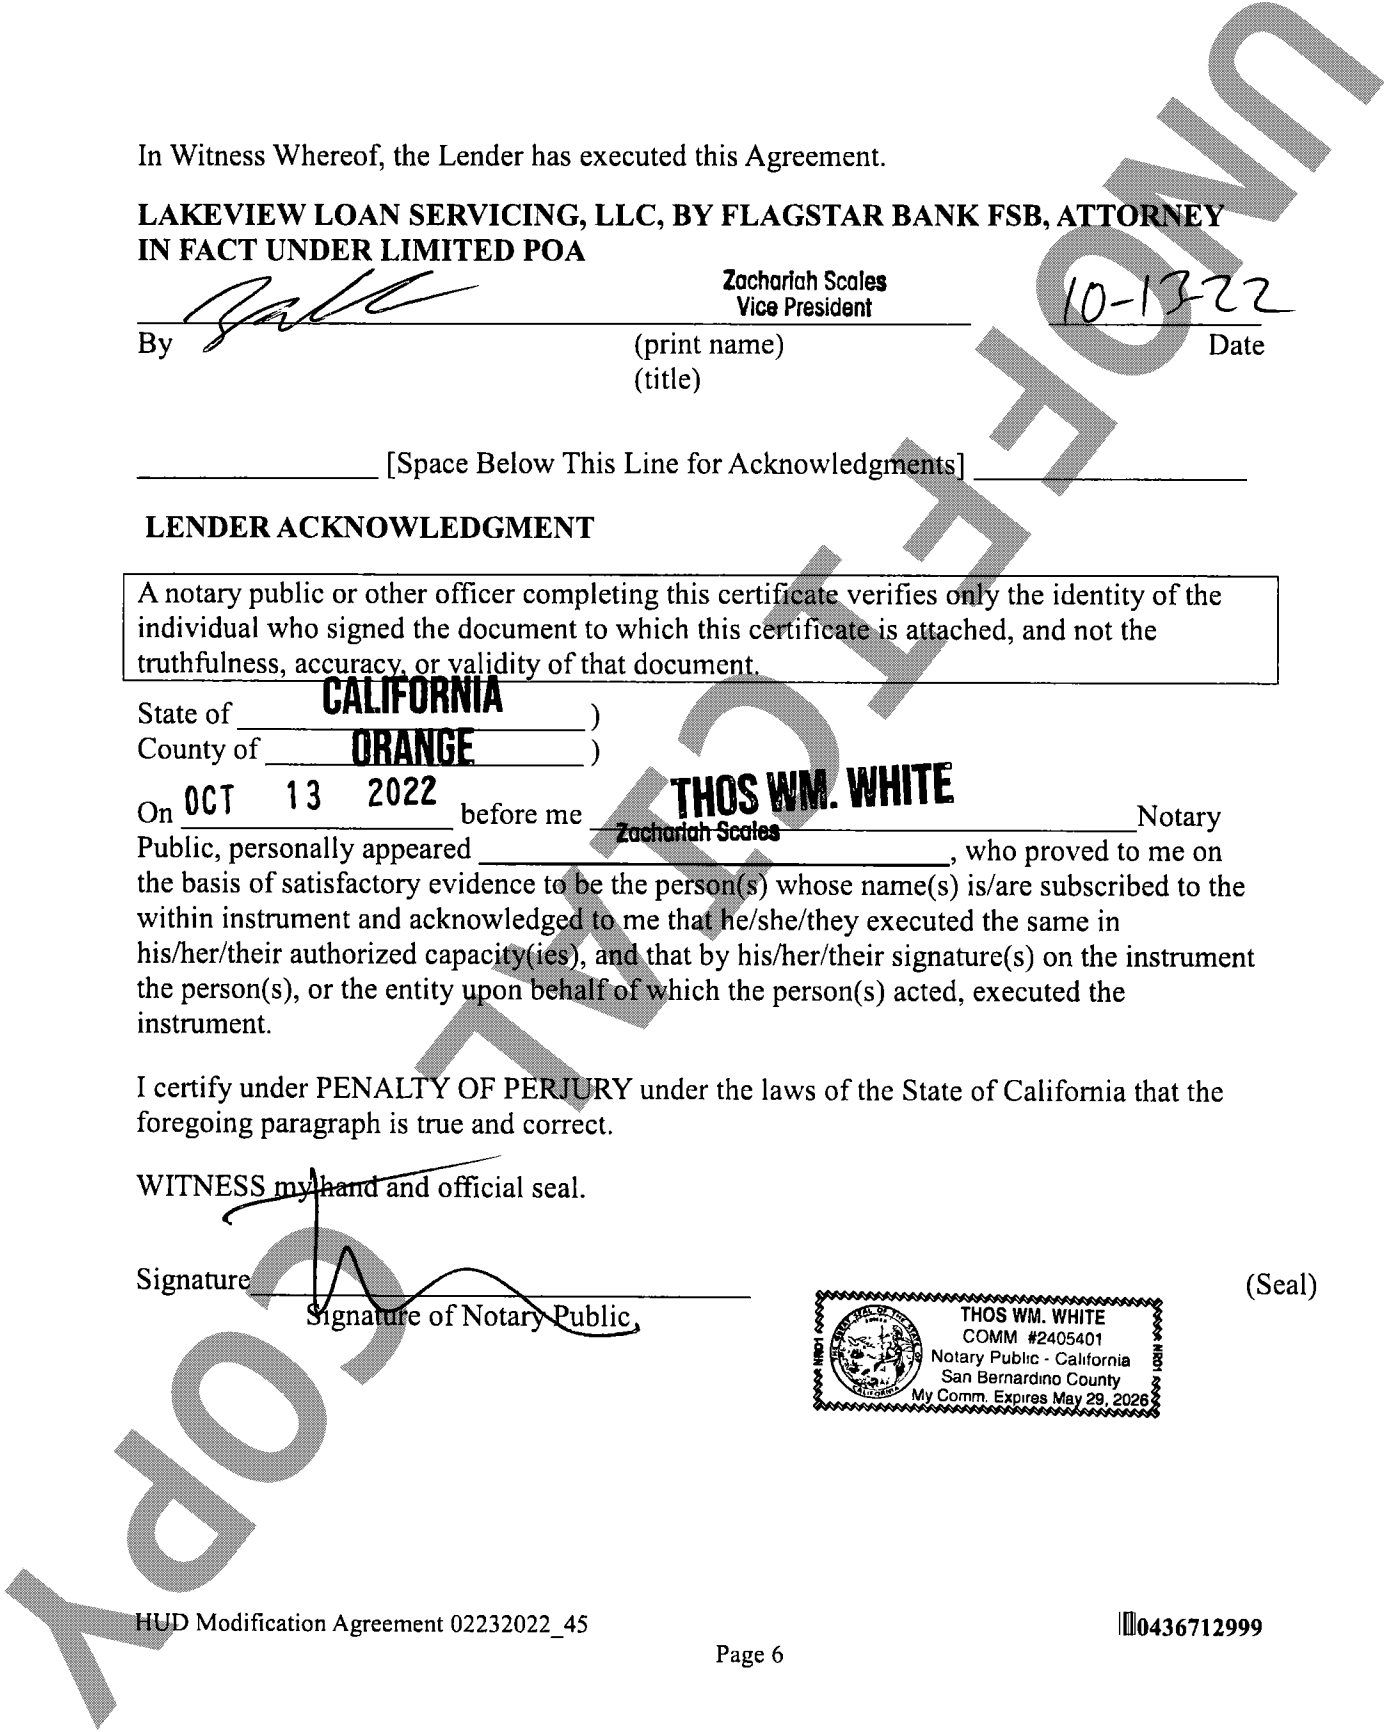 In Witness Whereof, the Lender has executed this Agreement.
LAKEVIEW LOAN SERVICING, LLC, BY FLAGSTAR BANK FSB, ATTORNEY
IN FACT UNDER LIMITED POA
Zachariah Scales
Vice President
10-13-22
By (print name) Date
(title)
[Space Below This Line for Acknowledgments]
LENDER ACKNOWLEDGMENT
A notary public or other officer completing this certificate verifies only the identity of the
individual who signed the document to which this certificate is attached, and not the
truthfulness, accuracy, or validity of that document.
State of CALIFORNIA )
County of ORANGE )
On OCT 13 2022 before me THOS WM. WHITE Notary
Public, personally appeared Zachariah Scales, who proved to me on
the basis of satisfactory evidence to be the person(s) whose name(s) is/are subscribed to the
within instrument and acknowledged to me that he/she/they executed the same in
his/her/their authorized capacity(ies), and that by his/her/their signature(s) on the instrument
the person(s), or the entity upon behalf of which the person(s) acted, executed the
instrument.
I certify under PENALTY OF PERJURY under the laws of the State of California that the
foregoing paragraph is true and correct.
WITNESS my hand and official seal.
Signature (Seal)
Signature of Notary Public
THOS WM. WHITE
COMM #2405401
Notary Public - California
San Bernardino County
My Comm. Expires May 29, 2026
NRO1
NRO1
THE GREAT SEAL OF THE STATE OF CALIFORNIA
HUD Modification Agreement 02232022_45 0436712999
Page 6
UNOFFICIAL
COPY